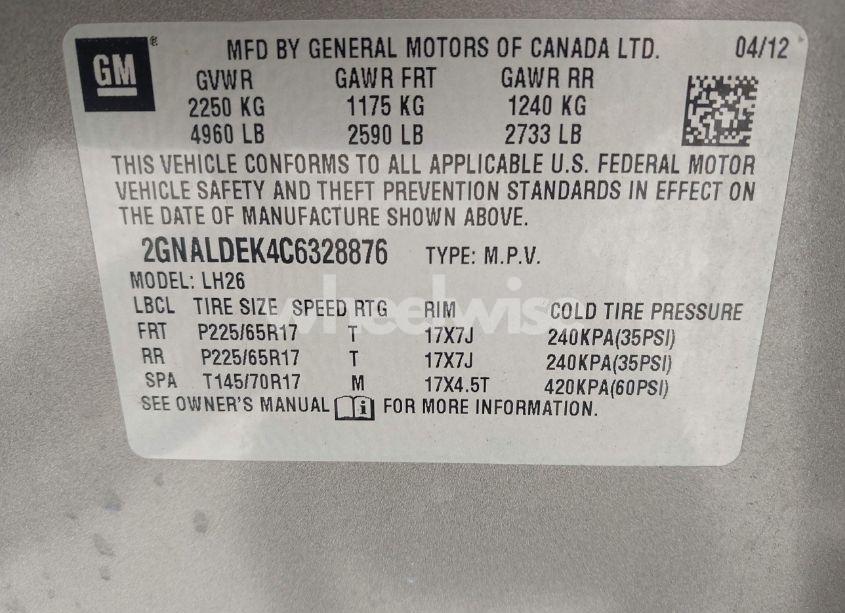 GM ® MFD BY GENERAL MOTORS OF CANADA LTD. 04/12
GVWR GAWR FRT GAWR RR
2250 KG 1175 KG 1240 KG
4960 LB 2590 LB 2733 LB
THIS VEHICLE CONFORMS TO ALL APPLICABLE U.S. FEDERAL MOTOR
VEHICLE SAFETY AND THEFT PREVENTION STANDARDS IN EFFECT ON
THE DATE OF MANUFACTURE SHOWN ABOVE.
2GNALDEK4C6328876 TYPE: M.P.V.
MODEL: LH26
LBCL TIRE SIZE SPEED RTG RIM COLD TIRE PRESSURE
FRT P225/65R17 T 17X7J 240KPA(35PSI)
RR P225/65R17 T 17X7J 240KPA(35PSI)
SPA T145/70R17 M 17X4.5T 420KPA(60PSI)
SEE OWNER'S MANUAL i FOR MORE INFORMATION.
wheelwise